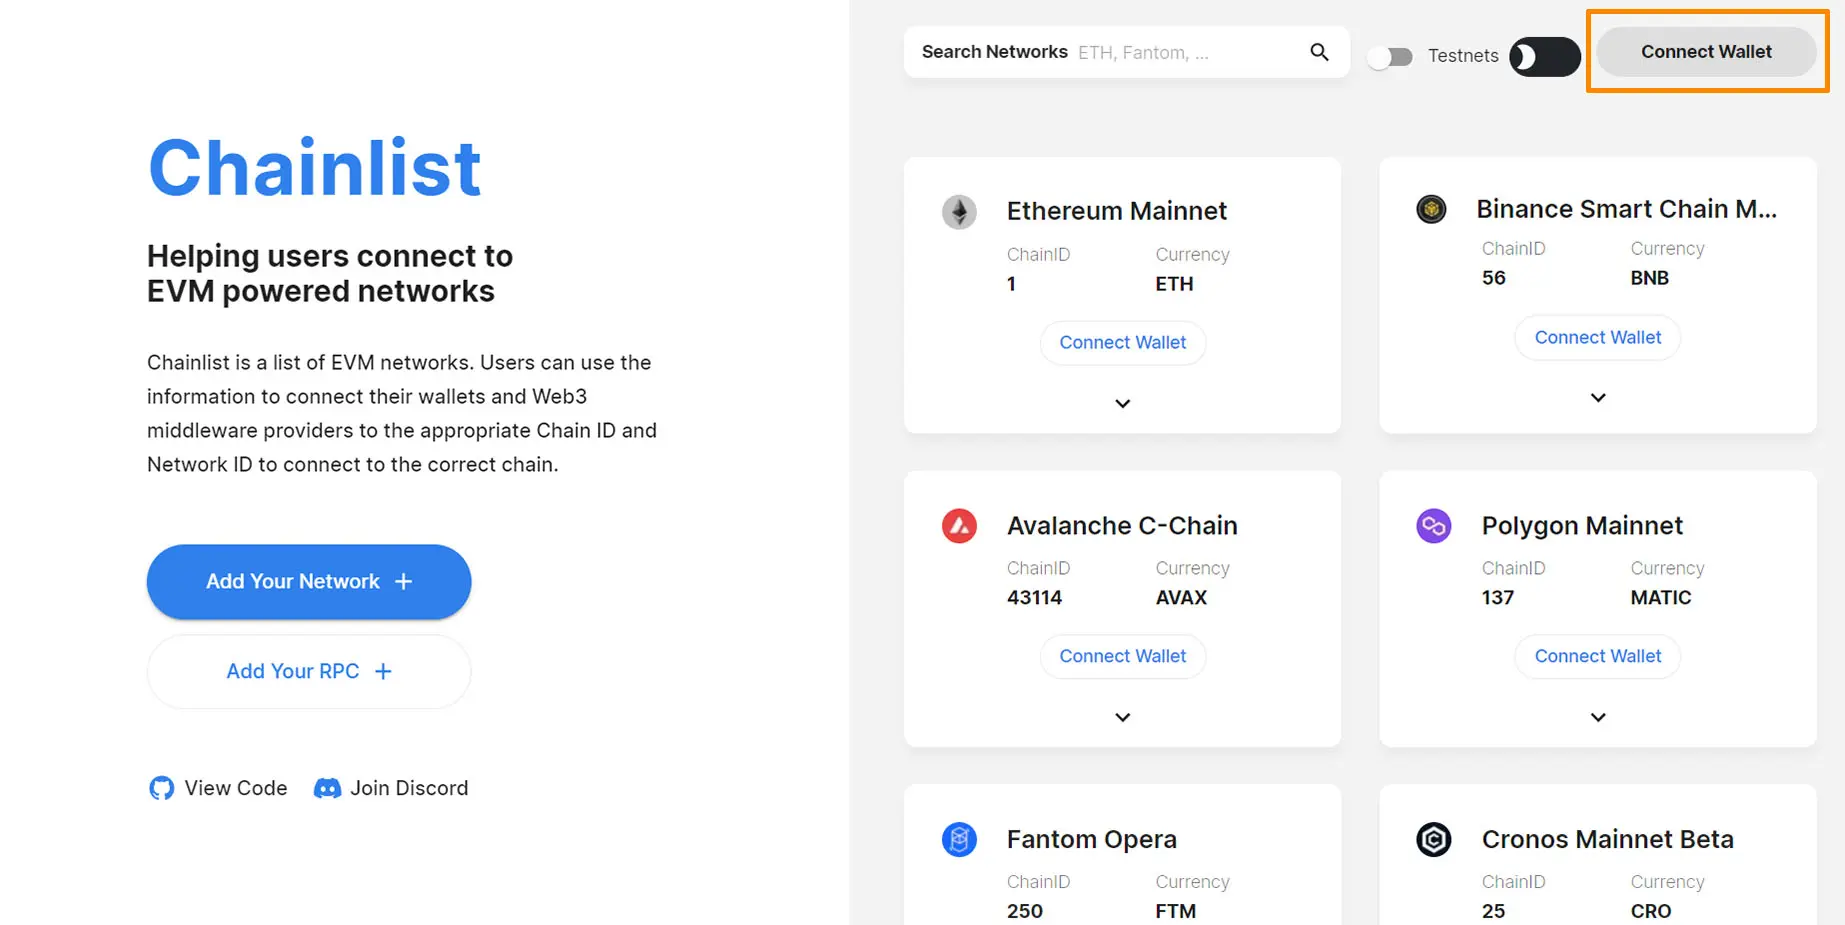 Search Networks ETH, Fantom, ...
Testnets
Connect Wallet
Chainlist
Helping users connect to
EVM powered networks
Chainlist is a list of EVM networks. Users can use the
information to connect their wallets and Web3
middleware providers to the appropriate Chain ID and
Network ID to connect to the correct chain.
Add Your Network +
Add Your RPC +
View Code
Join Discord
Ethereum Mainnet
ChainID Currency
1 ETH
Connect Wallet
Binance Smart Chain M...
ChainID Currency
56 BNB
Connect Wallet
Avalanche C-Chain
ChainID Currency
43114 AVAX
Connect Wallet
Polygon Mainnet
ChainID Currency
137 MATIC
Connect Wallet
Fantom Opera
ChainID Currency
250 FTM
Cronos Mainnet Beta
ChainID Currency
25 CRO